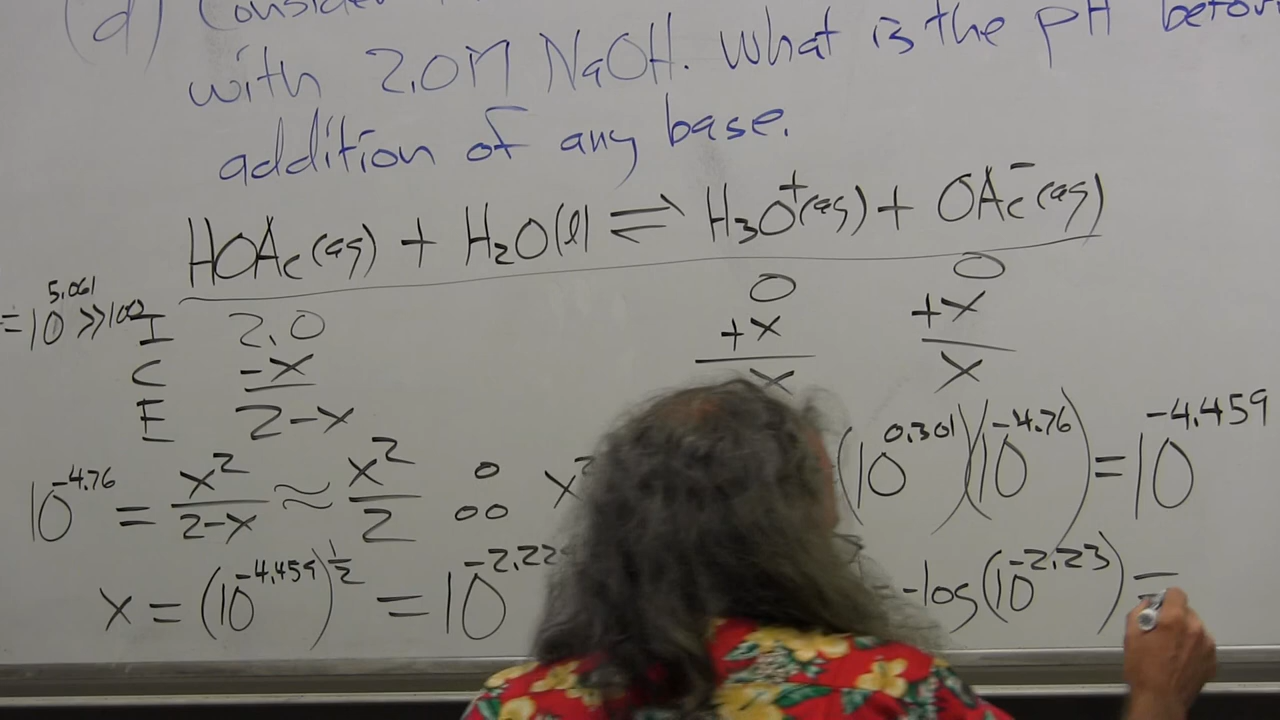 (d) Consider
with 2.0M NaOH. What is the pH before
addition of any base.
HOAc(aq) + H₂O(l) ⇌ H₃O⁺(aq) + OAc⁻(aq)
=10^5.061 >>100
I 2.0 0 0
C -x +x +x
E 2-x x x
10^-4.76 = x²/2-x ≈ x²/2 ∴ x² (10^0.301)(10^-4.76) = 10^-4.459
x = (10^-4.459)^1/2 = 10^-2.22 -log(10^-2.23) =